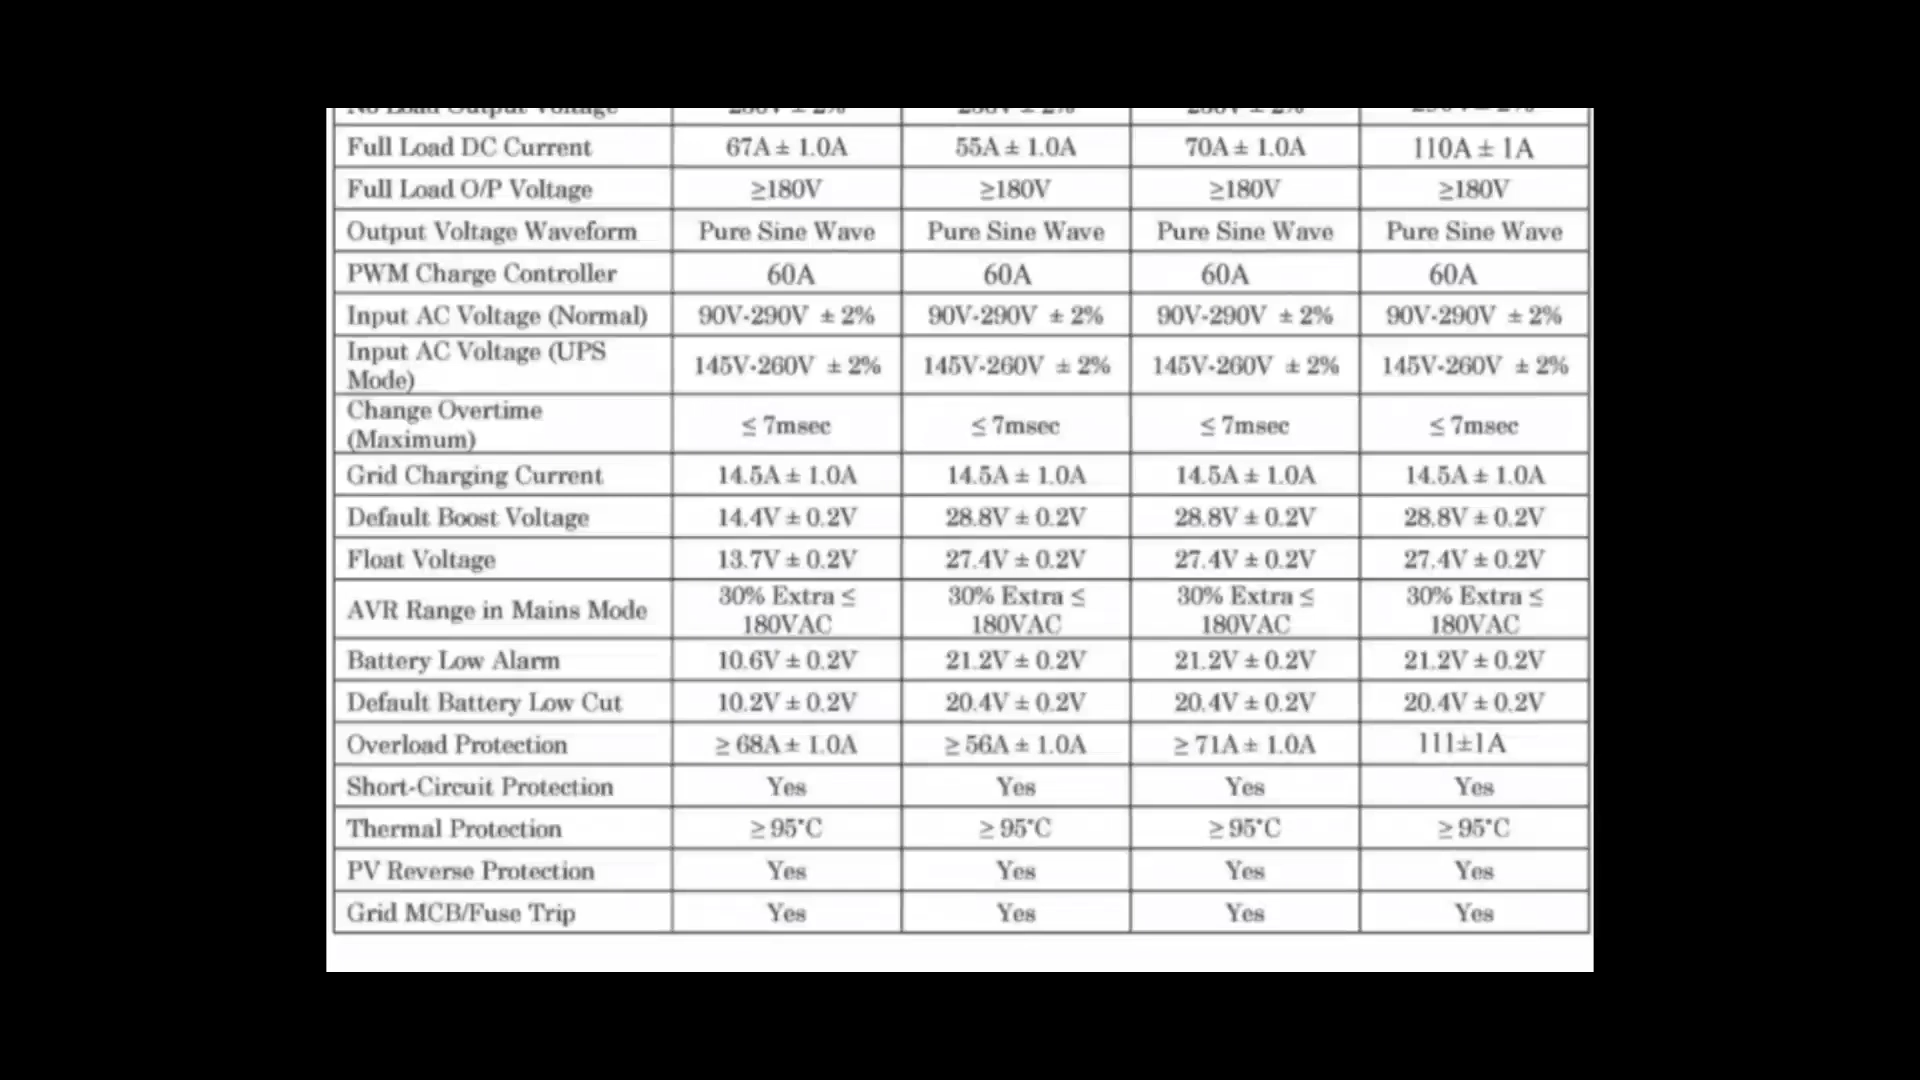 No Load Output Voltage
Full Load DC Current 67A ± 1.0A 55A ± 1.0A 70A ± 1.0A 110A ± 1A
Full Load O/P Voltage ≥180V ≥180V ≥180V ≥180V
Output Voltage Waveform Pure Sine Wave Pure Sine Wave Pure Sine Wave Pure Sine Wave
PWM Charge Controller 60A 60A 60A 60A
Input AC Voltage (Normal) 90V-290V ± 2% 90V-290V ± 2% 90V-290V ± 2% 90V-290V ± 2%
Input AC Voltage (UPS
Mode) 145V-260V ± 2% 145V-260V ± 2% 145V-260V ± 2% 145V-260V ± 2%
Change Overtime
(Maximum) ≤ 7msec ≤ 7msec ≤ 7msec ≤ 7msec
Grid Charging Current 14.5A ± 1.0A 14.5A ± 1.0A 14.5A ± 1.0A 14.5A ± 1.0A
Default Boost Voltage 14.4V ± 0.2V 28.8V ± 0.2V 28.8V ± 0.2V 28.8V ± 0.2V
Float Voltage 13.7V ± 0.2V 27.4V ± 0.2V 27.4V ± 0.2V 27.4V ± 0.2V
AVR Range in Mains Mode 30% Extra ≤ 30% Extra ≤ 30% Extra ≤ 30% Extra ≤
180VAC 180VAC 180VAC 180VAC
Battery Low Alarm 10.6V ± 0.2V 21.2V ± 0.2V 21.2V ± 0.2V 21.2V ± 0.2V
Default Battery Low Cut 10.2V ± 0.2V 20.4V ± 0.2V 20.4V ± 0.2V 20.4V ± 0.2V
Overload Protection ≥ 68A ± 1.0A ≥ 56A ± 1.0A ≥ 71A ± 1.0A 111±1A
Short-Circuit Protection Yes Yes Yes Yes
Thermal Protection ≥ 95°C ≥ 95°C ≥ 95°C ≥ 95°C
PV Reverse Protection Yes Yes Yes Yes
Grid MCB/Fuse Trip Yes Yes Yes Yes